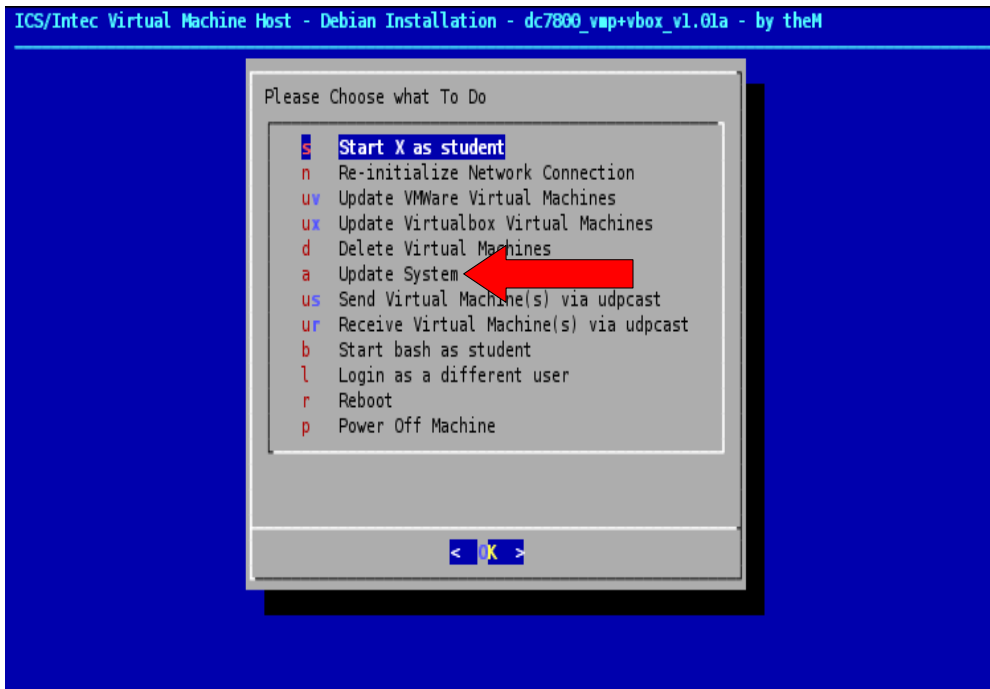 ICS/Intec Virtual Machine Host - Debian Installation - dc7800_vmp+vbox_v1.01a - by theM
Please Choose what To Do
s Start X as student
n Re-initialize Network Connection
uv Update VMWare Virtual Machines
ux Update Virtualbox Virtual Machines
d Delete Virtual Machines
a Update System
us Send Virtual Machine(s) via udpcast
ur Receive Virtual Machine(s) via udpcast
b Start bash as student
l Login as a different user
r Reboot
p Power Off Machine
< OK >